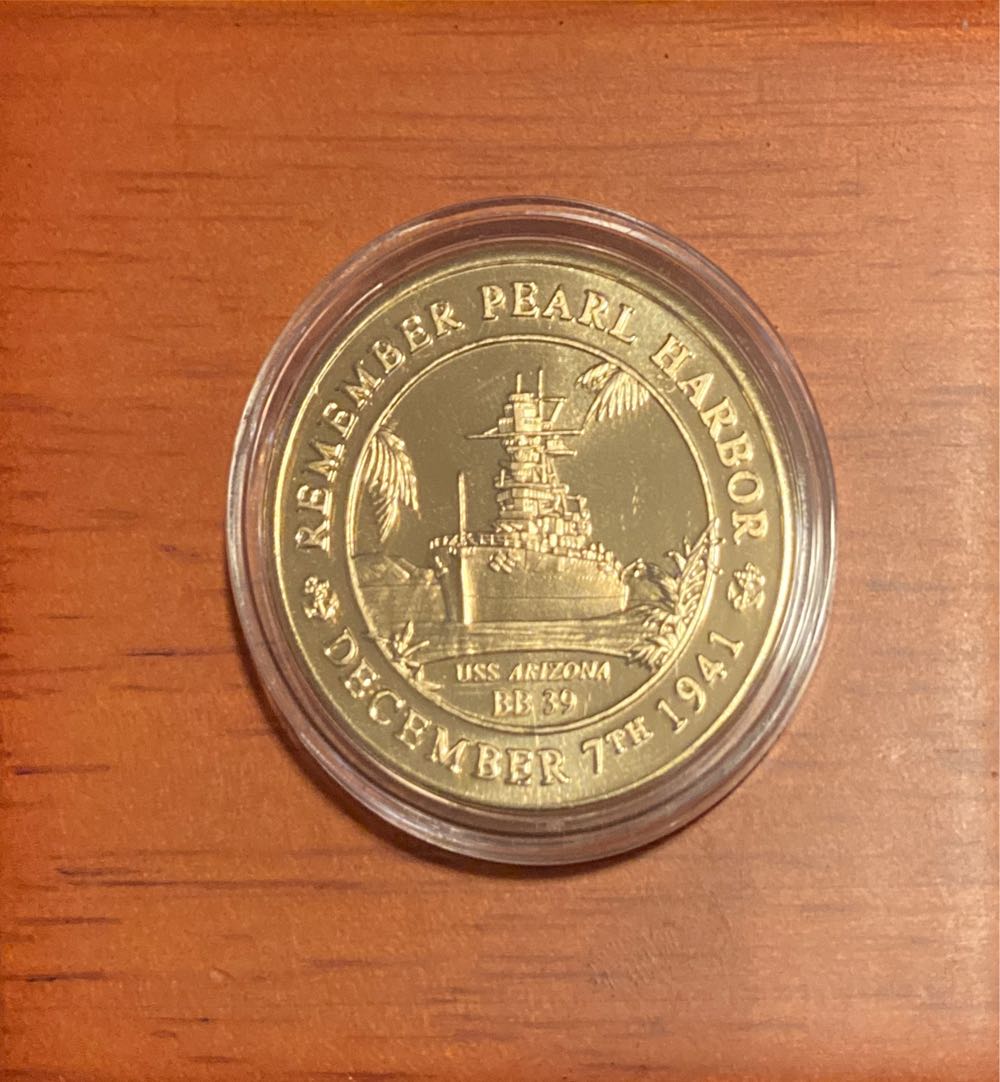 REMEMBER PEARL HARBOR
USS ARIZONA
BB 39
DECEMBER 7TH 1941